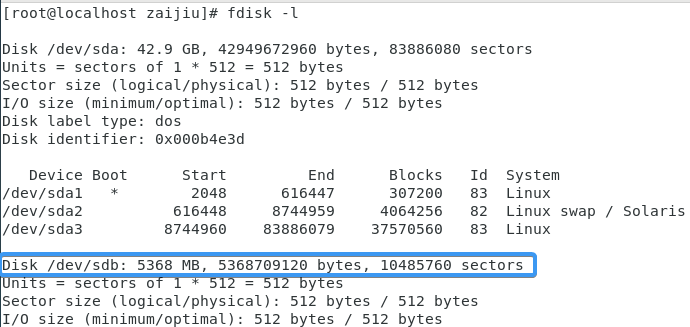 [root@localhost zaijiu]# fdisk -l
Disk /dev/sda: 42.9 GB, 42949672960 bytes, 83886080 sectors
Units = sectors of 1 * 512 = 512 bytes
Sector size (logical/physical): 512 bytes / 512 bytes
I/O size (minimum/optimal): 512 bytes / 512 bytes
Disk label type: dos
Disk identifier: 0x000b4e3d
Device Boot Start End Blocks Id System
/dev/sda1 * 2048 616447 307200 83 Linux
/dev/sda2 616448 8744959 4064256 82 Linux swap / Solaris
/dev/sda3 8744960 83886079 37570560 83 Linux
Disk /dev/sdb: 5368 MB, 5368709120 bytes, 10485760 sectors
Units = sectors of 1 * 512 = 512 bytes
Sector size (logical/physical): 512 bytes / 512 bytes
I/O size (minimum/optimal): 512 bytes / 512 bytes